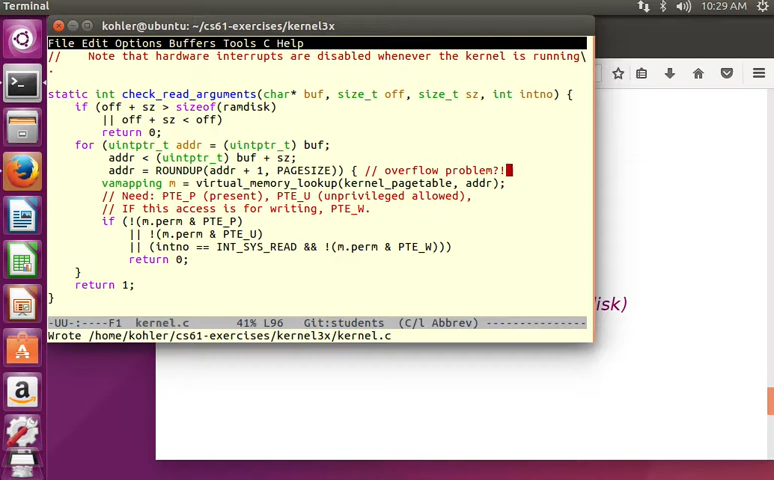 Terminal
10:29 AM
kohler@ubuntu: ~/cs61-exercises/kernel3x
File Edit Options Buffers Tools C Help
//   Note that hardware interrupts are disabled whenever the kernel is running\
.
static int check_read_arguments(char* buf, size_t off, size_t sz, int intno) {
if (off + sz > sizeof(ramdisk)
|| off + sz < off)
return 0;
for (uintptr_t addr = (uintptr_t) buf;
addr < (uintptr_t) buf + sz;
addr = ROUNDUP(addr + 1, PAGESIZE)) { // overflow problem?!
vamapping m = virtual_memory_lookup(kernel_pagetable, addr);
// Need: PTE_P (present), PTE_U (unprivileged allowed),
// IF this access is for writing, PTE_W.
if (!(m.perm & PTE_P)
|| !(m.perm & PTE_U)
|| (intno == INT_SYS_READ && !(m.perm & PTE_W)))
return 0;
}
return 1;
}
isk)
-UU-:----F1  kernel.c       41% L96   Git:students  (C/l Abbrev) ---------------
Wrote /home/kohler/cs61-exercises/kernel3x/kernel.c